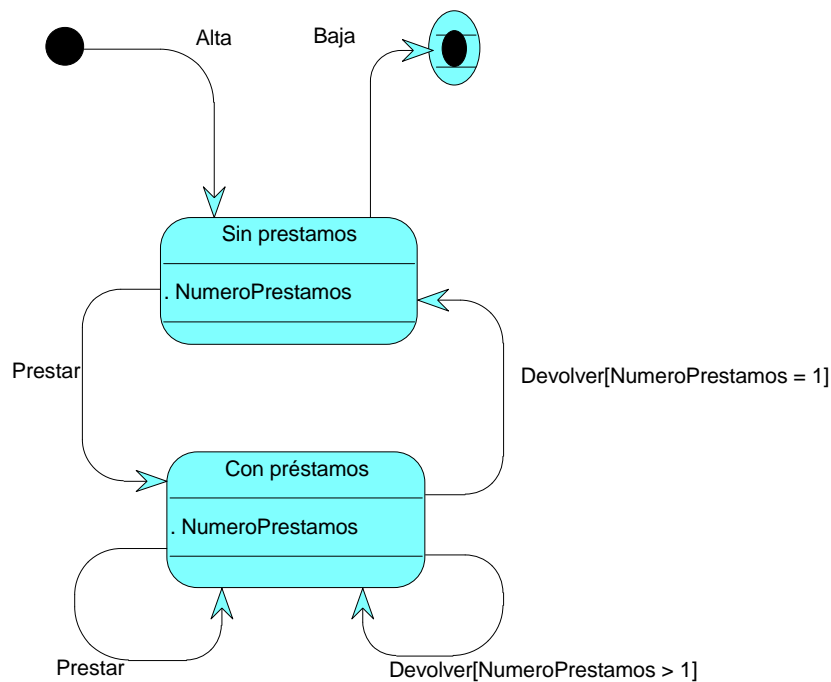 Alta
Baja
Sin prestamos
. NumeroPrestamos
Prestar
Devolver[NumeroPrestamos = 1]
Con préstamos
. NumeroPrestamos
Prestar
Devolver[NumeroPrestamos > 1]